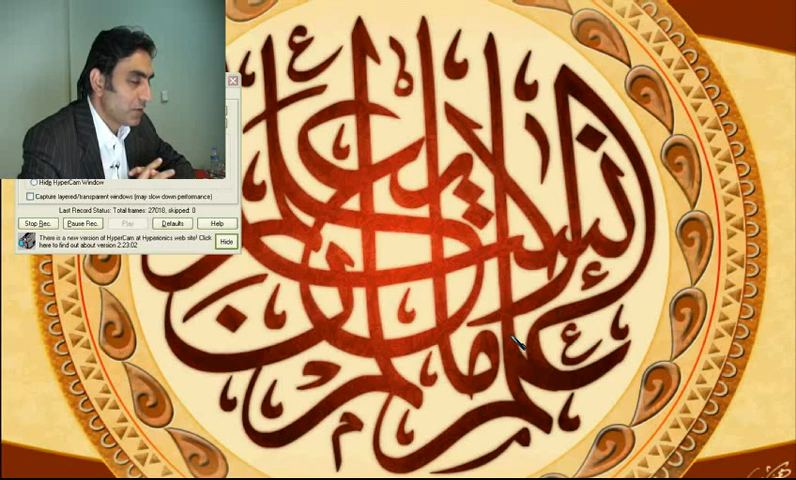 Hide HyperCam Window
Capture layered/transparent windows (may slow down performance)
Last Record Status: Total frames: 27018, skipped: 0
Stop Rec. Pause Rec. Play Defaults Help
There is a new version of HyperCam at Hyperionics web site! Click
here to find out about version 2.23.02
Hide
علم الإنسان ما لم يعلم